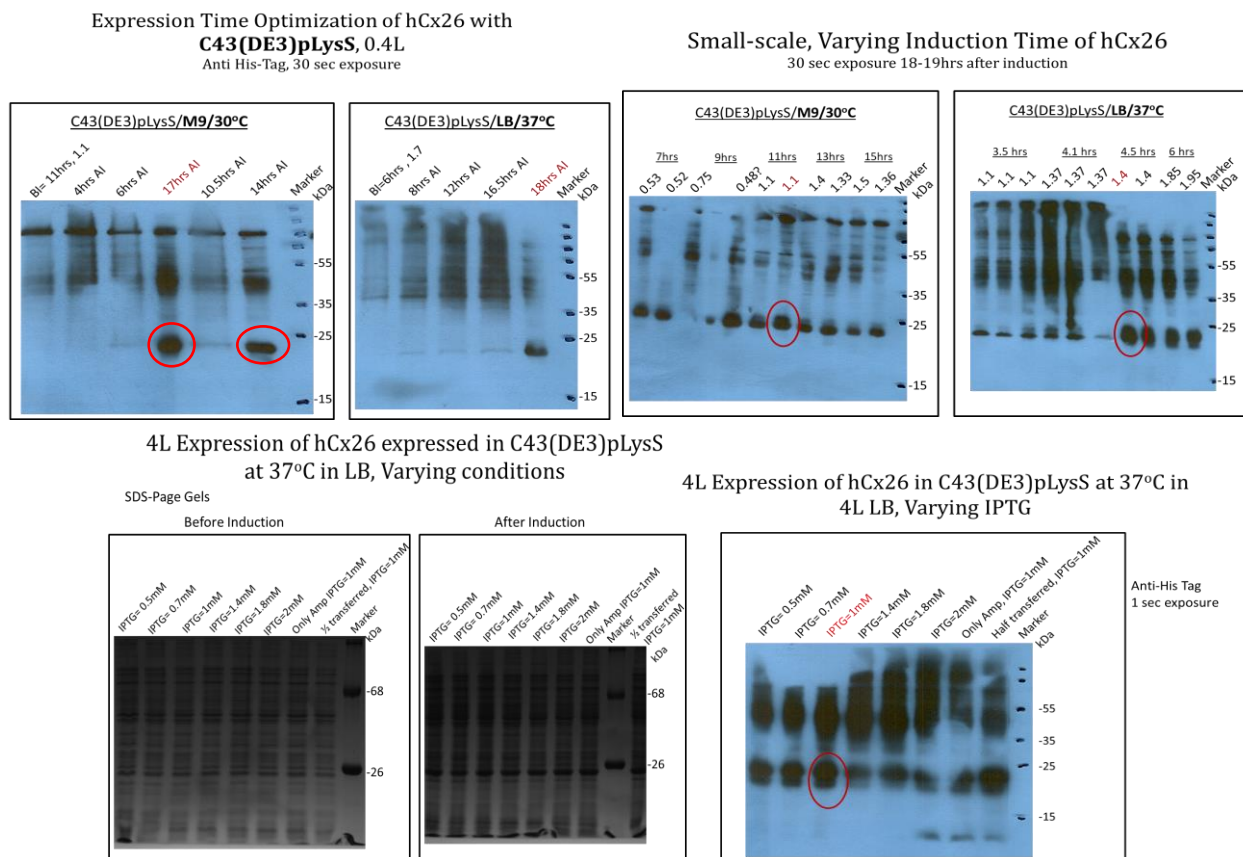 Expression Time Optimization of hCx26 with
C43(DE3)pLysS, 0.4L
Anti His-Tag, 30 sec exposure
C43(DE3)pLysS/M9/30ºC
BI= 11hrs, 1.1
4hrs AI
6hrs AI
17hrs AI
10.5hrs AI
14hrs AI
Marker
kDa
-55
-35
-25
-15
C43(DE3)pLysS/LB/37ºC
BI=6hrs , 1.7
8hrs AI
12hrs AI
16.5hrs AI
18hrs AI
Marker
kDa
-55
-35
-25
-15
Small-scale, Varying Induction Time of hCx26
30 sec exposure 18-19hrs after induction
C43(DE3)pLysS/M9/30ºC
7hrs 9hrs 11hrs 13hrs 15hrs
0.53 0.52 0.75 0.48? 1.1 1.1 1.4 1.33 1.5 1.36 Marker
kDa
-55
-35
-25
-15
C43(DE3)pLysS/LB/37ºC
3.5 hrs 4.1 hrs 4.5 hrs 6 hrs
1.1 1.1 1.1 1.37 1.37 1.37 1.4 1.4 1.85 1.95 Marker
kDa
-55
-35
-25
-15
4L Expression of hCx26 expressed in C43(DE3)pLysS
at 37ºC in LB, Varying conditions
SDS-Page Gels
Before Induction
IPTG= 0.5mM
IPTG= 0.7mM
IPTG=1mM
IPTG=1.4mM
IPTG=1.8mM
IPTG=2mM
Only Amp IPTG=1mM
½ transferred, IPTG=1mM
Marker
kDa
-68
-26
After Induction
IPTG= 0.5mM
IPTG= 0.7mM
IPTG=1mM
IPTG=1.4mM
IPTG=1.8mM
IPTG=2mM
Only Amp IPTG=1mM
Marker
½ transferred
IPTG=1mM
kDa
-68
-26
4L Expression of hCx26 in C43(DE3)pLysS at 37ºC in
4L LB, Varying IPTG
IPTG= 0.5mM
IPTG= 0.7mM
IPTG=1mM
IPTG=1.4mM
IPTG=1.8mM
IPTG=2mM
Only Amp, IPTG=1mM
Half transferred, IPTG=1mM
Marker
kDa
-55
-35
-25
-15
Anti-His Tag
1 sec exposure